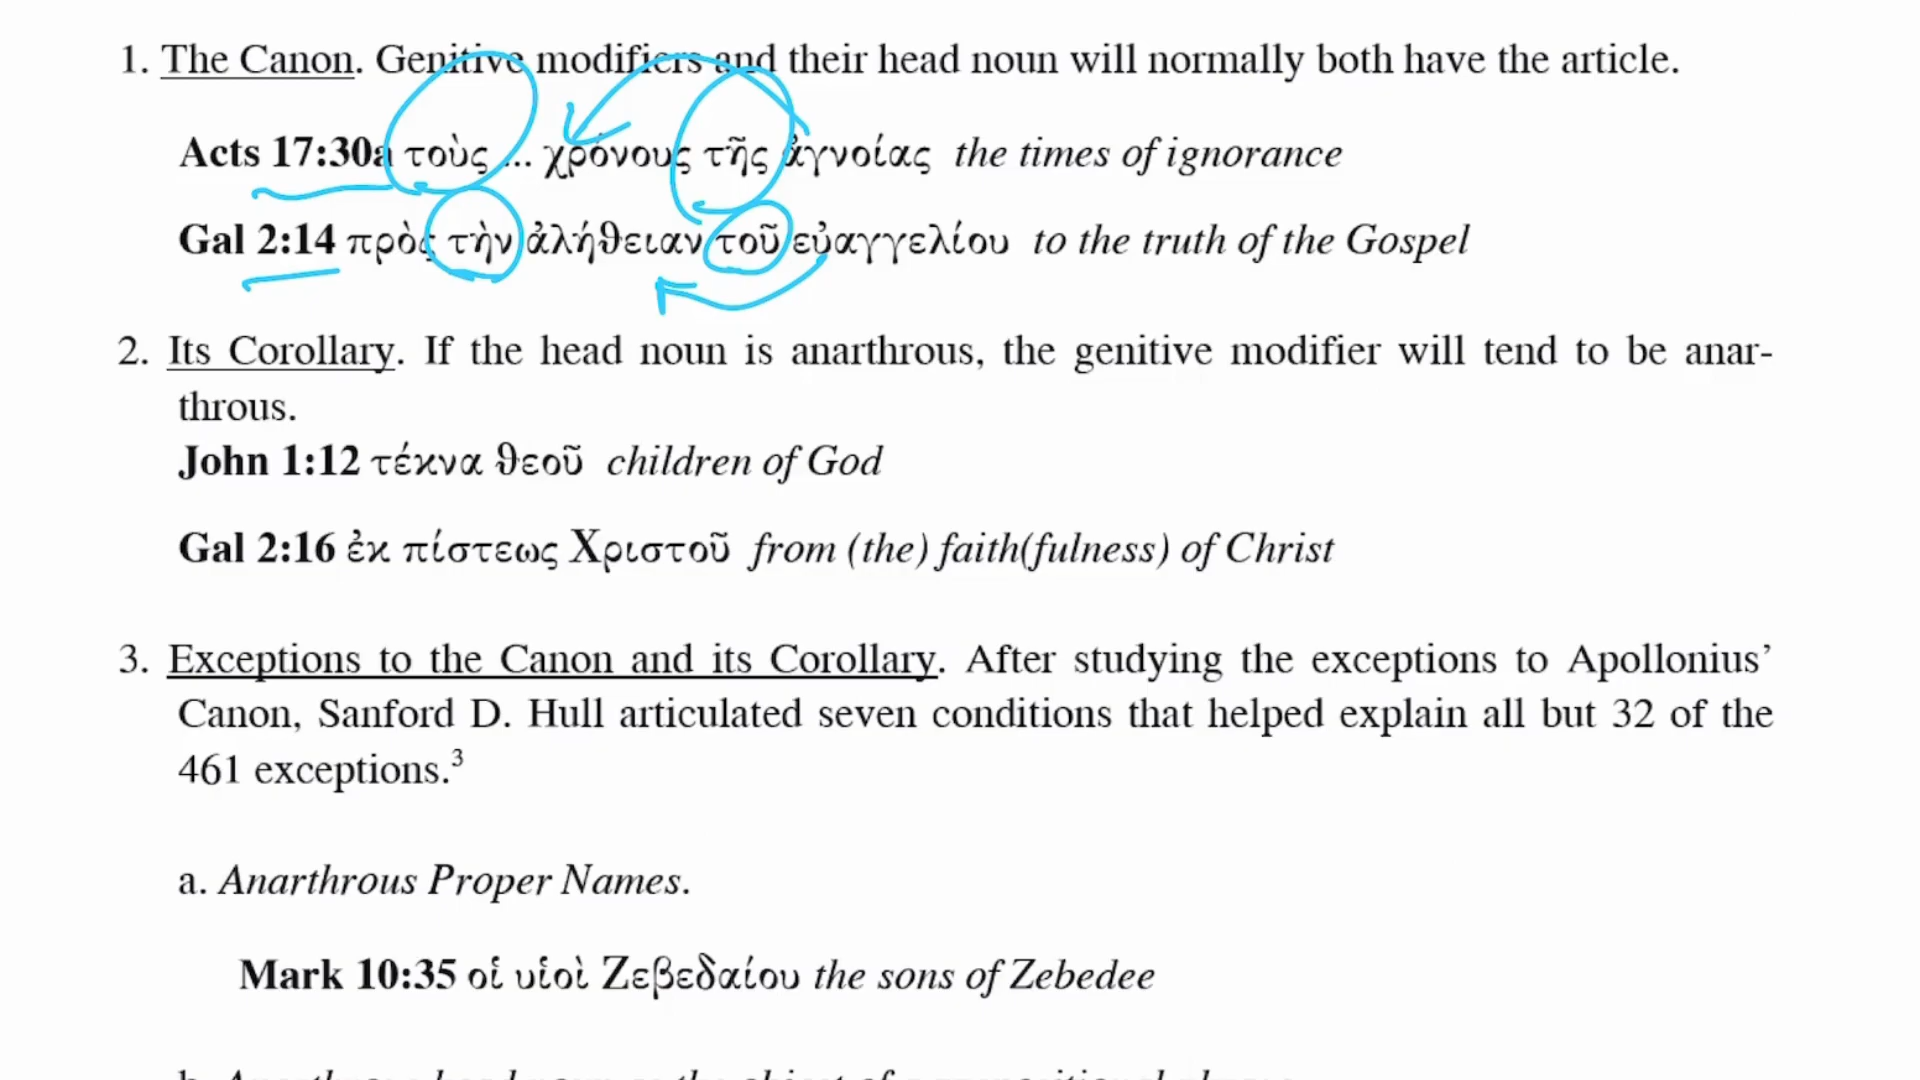 1. The Canon. Genitive modifiers and their head noun will normally both have the article.
Acts 17:30a τοὺς ... χρόνους τῆς ἀγνοίας the times of ignorance
Gal 2:14 πρὸς τὴν ἀλήθειαν τοῦ εὐαγγελίου to the truth of the Gospel
2. Its Corollary. If the head noun is anarthrous, the genitive modifier will tend to be anar-
throus.
John 1:12 τέκνα θεοῦ children of God
Gal 2:16 ἐκ πίστεως Χριστοῦ from (the) faith(fulness) of Christ
3. Exceptions to the Canon and its Corollary. After studying the exceptions to Apollonius’
Canon, Sanford D. Hull articulated seven conditions that helped explain all but 32 of the
461 exceptions.3
a. Anarthrous Proper Names.
Mark 10:35 οἱ υἱοὶ Ζεβεδαίου the sons of Zebedee